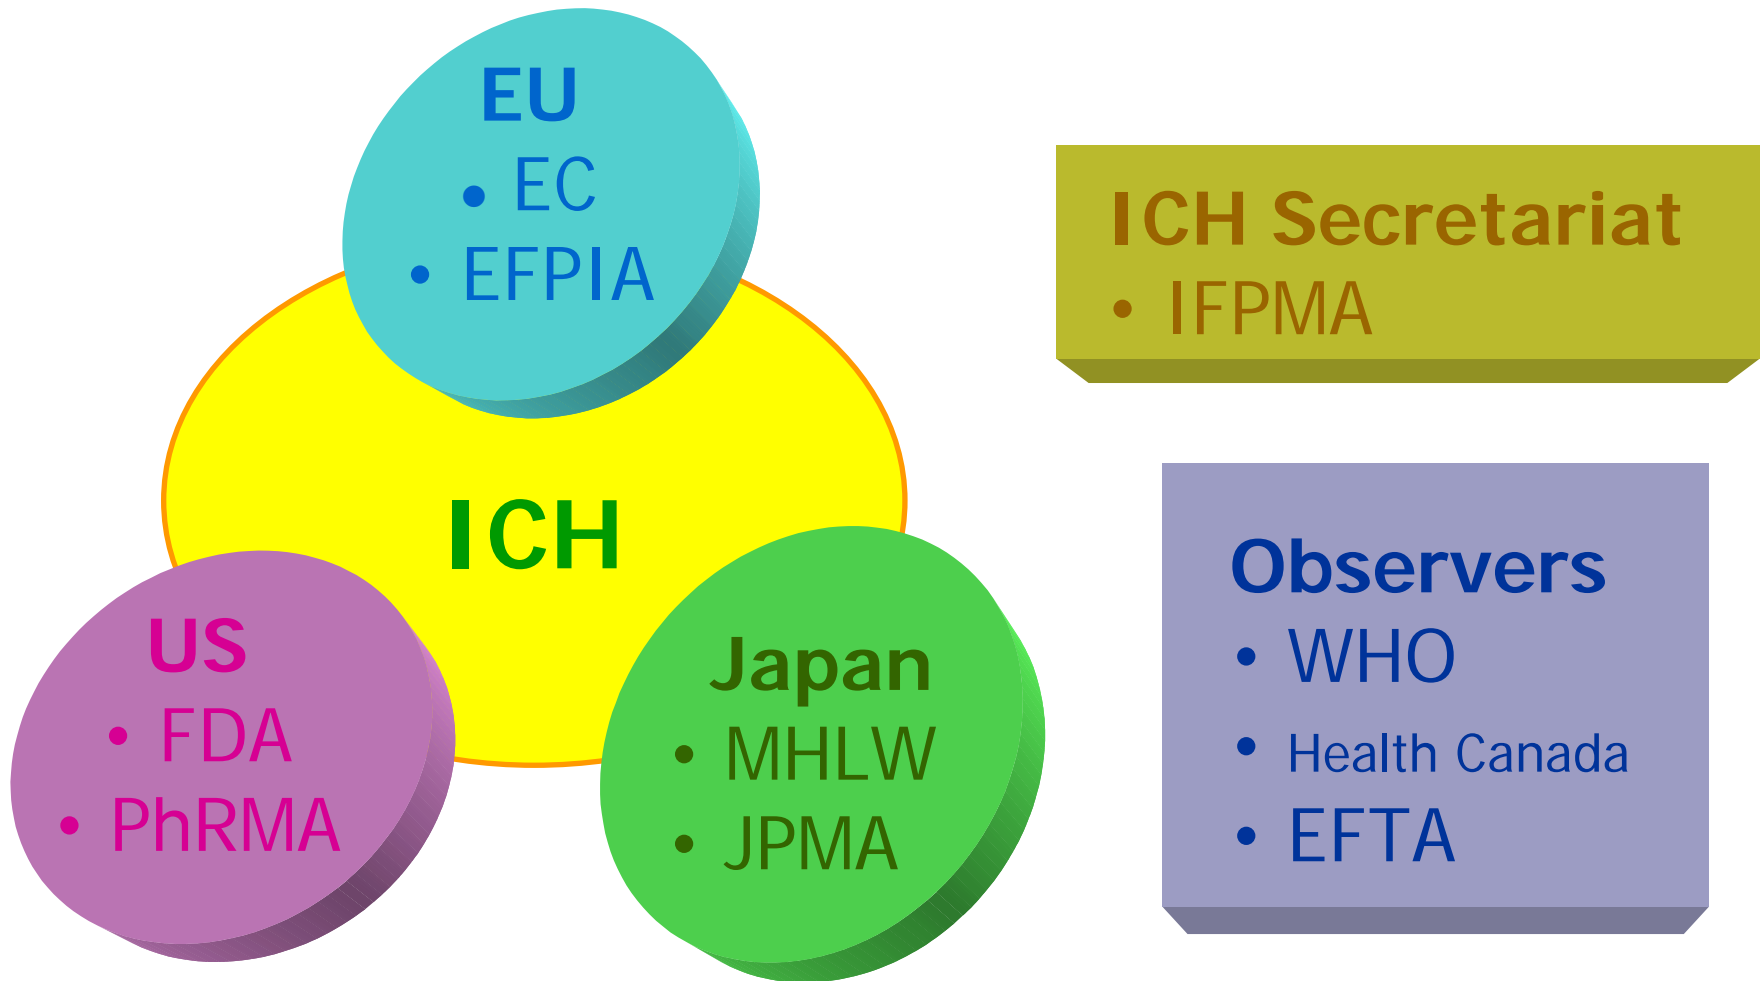 EU
• EC
• EFPIA
ICH
US
• FDA
• PhRMA
Japan
• MHLW
• JPMA
ICH Secretariat
• IFPMA
Observers
• WHO
• Health Canada
• EFTA